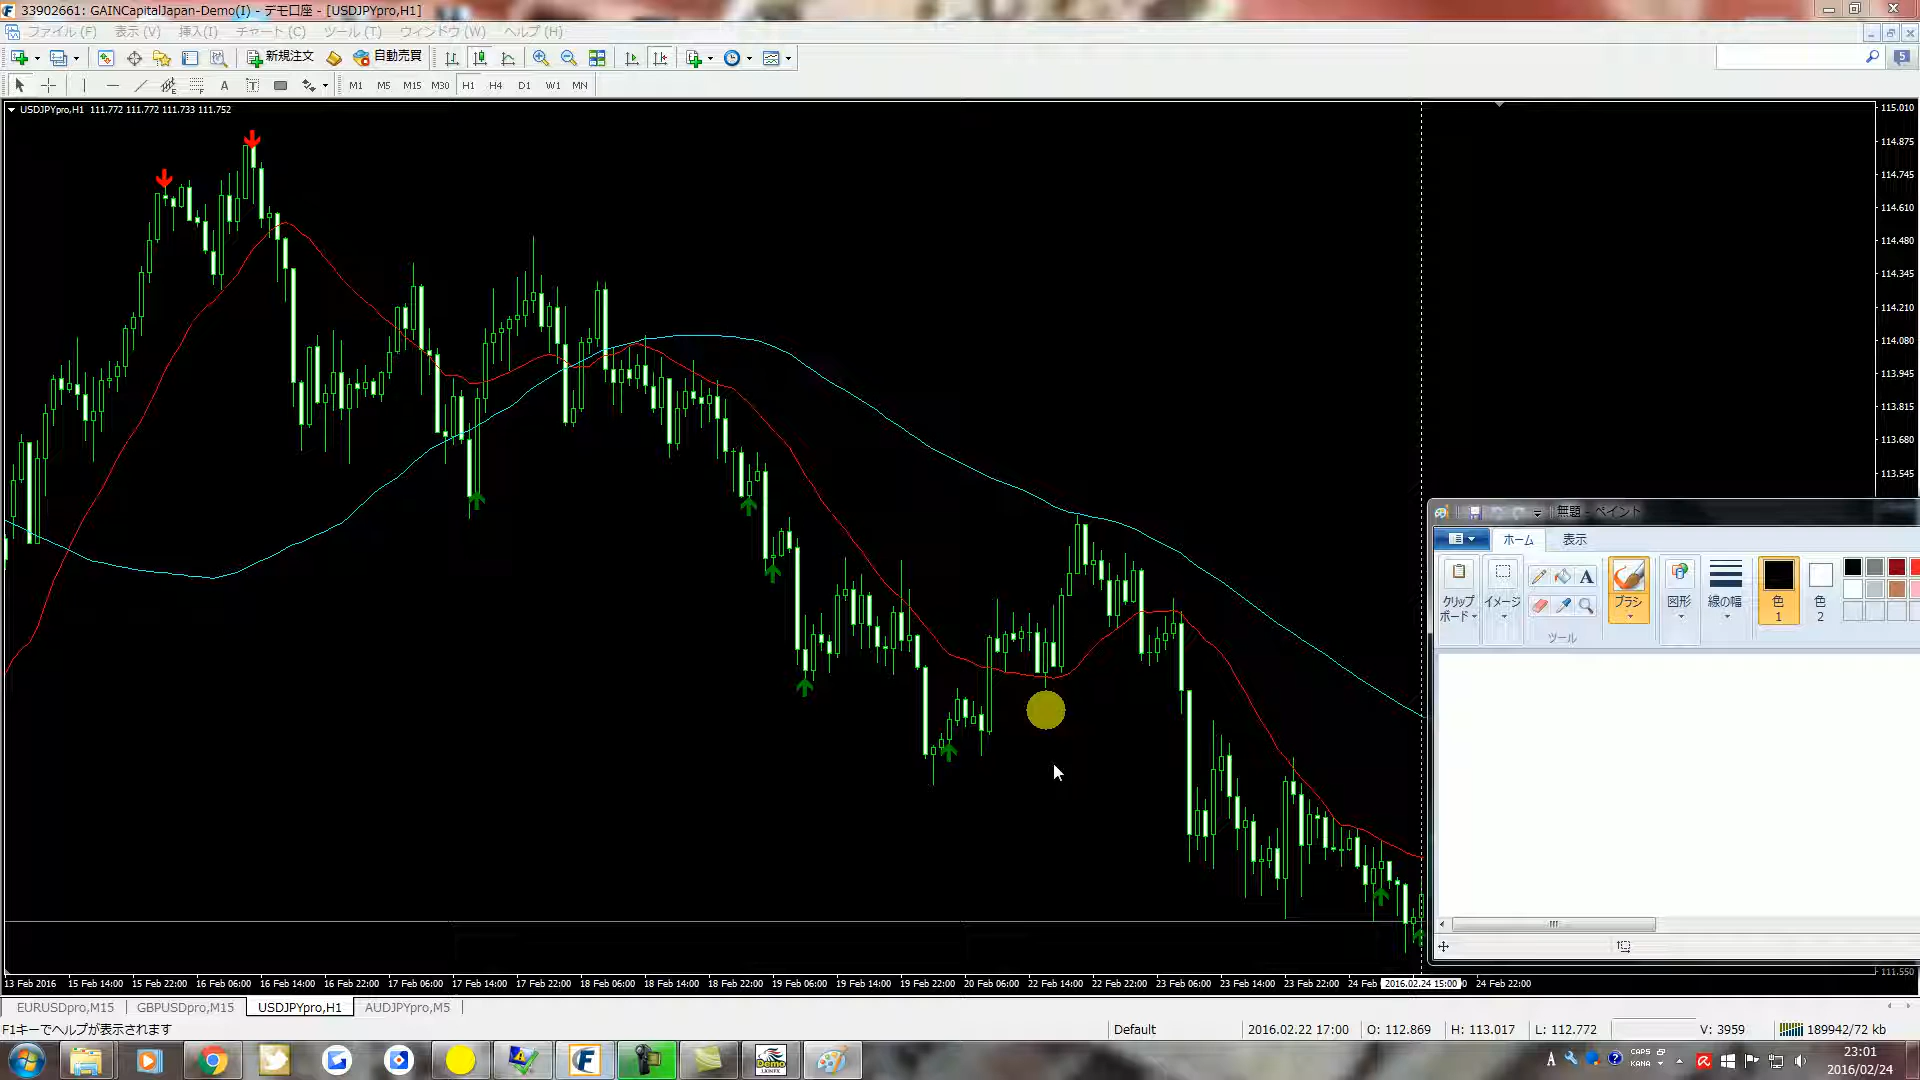 33902661: GAINCapitalJapan-Demo(I) - デモ口座 - [USDJPYpro,H1]
ファイル (F) 表示 (V) 挿入(I) チャート (C) ツール (T) ウィンドウ (W) ヘルプ (H)
新規注文 自動売買 5
A T M1 M5 M15 M30 H1 H4 D1 W1 MN
USDJPYpro,H1 111.772 111.772 111.733 111.752
115.010
114.875
114.745
114.610
114.480
114.345
114.210
114.080
113.945
113.815
113.680
113.545
無題 - ペイント
ホーム 表示
クリップボード イメージ ツール ブラシ 図形 線の幅 色1 色2
111.550
13 Feb 2016 15 Feb 14:00 15 Feb 22:00 16 Feb 06:00 16 Feb 14:00 16 Feb 22:00 17 Feb 06:00 17 Feb 14:00 17 Feb 22:00 18 Feb 06:00 18 Feb 14:00 18 Feb 22:00 19 Feb 06:00 19 Feb 14:00 19 Feb 22:00 20 Feb 06:00 22 Feb 14:00 22 Feb 22:00 23 Feb 06:00 23 Feb 14:00 23 Feb 22:00 24 Feb 2016.02.24 15:00 24 Feb 22:00
EURUSDpro,M15 GBPUSDpro,M15 USDJPYpro,H1 AUDJPYpro,M5
F1キーでヘルプが表示されます Default 2016.02.22 17:00 O: 112.869 H: 113.017 L: 112.772 V: 3959 189942/72 kb
Demo A CAPS KANA 23:01
2016/02/24